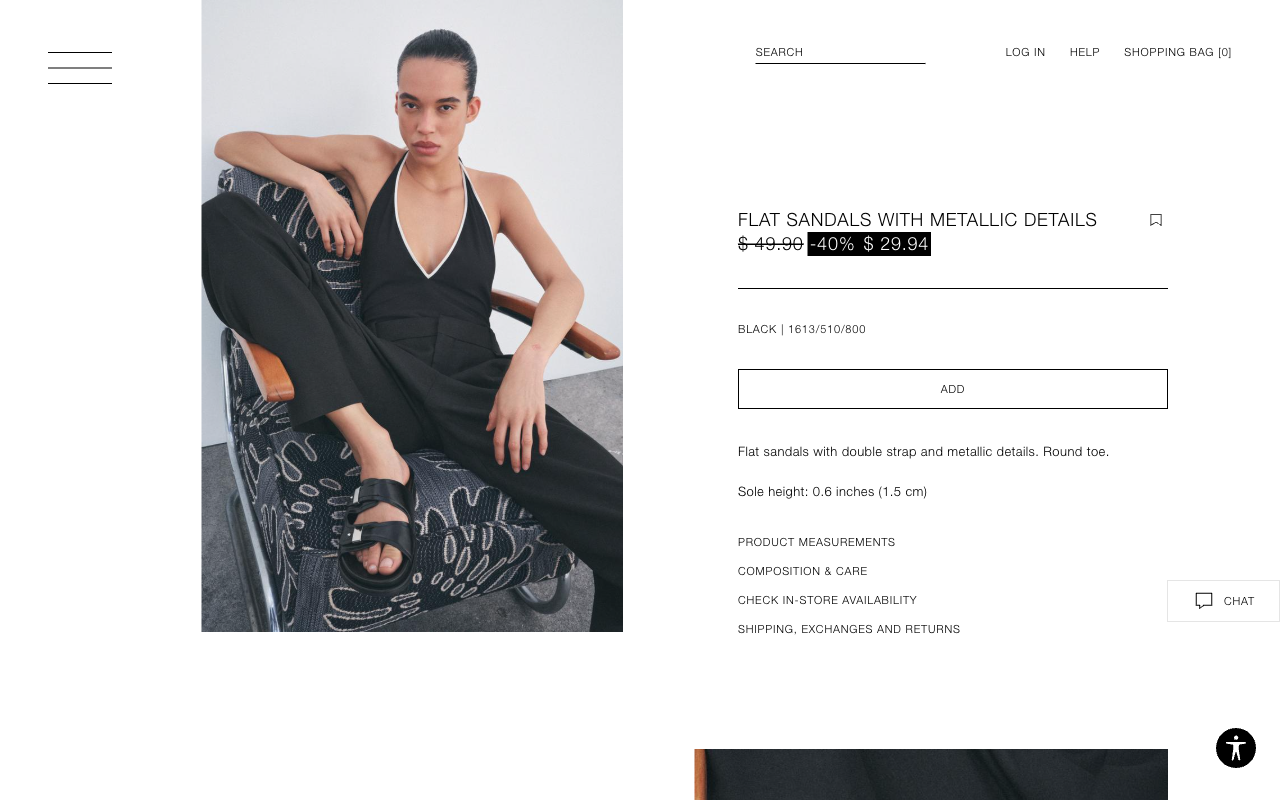 SEARCH
LOG IN
HELP
SHOPPING BAG [0]
FLAT SANDALS WITH METALLIC DETAILS
$ 49.90 -40% $ 29.94
BLACK | 1613/510/800
ADD
Flat sandals with double strap and metallic details. Round toe.
Sole height: 0.6 inches (1.5 cm)
PRODUCT MEASUREMENTS
COMPOSITION & CARE
CHECK IN-STORE AVAILABILITY
SHIPPING, EXCHANGES AND RETURNS
CHAT